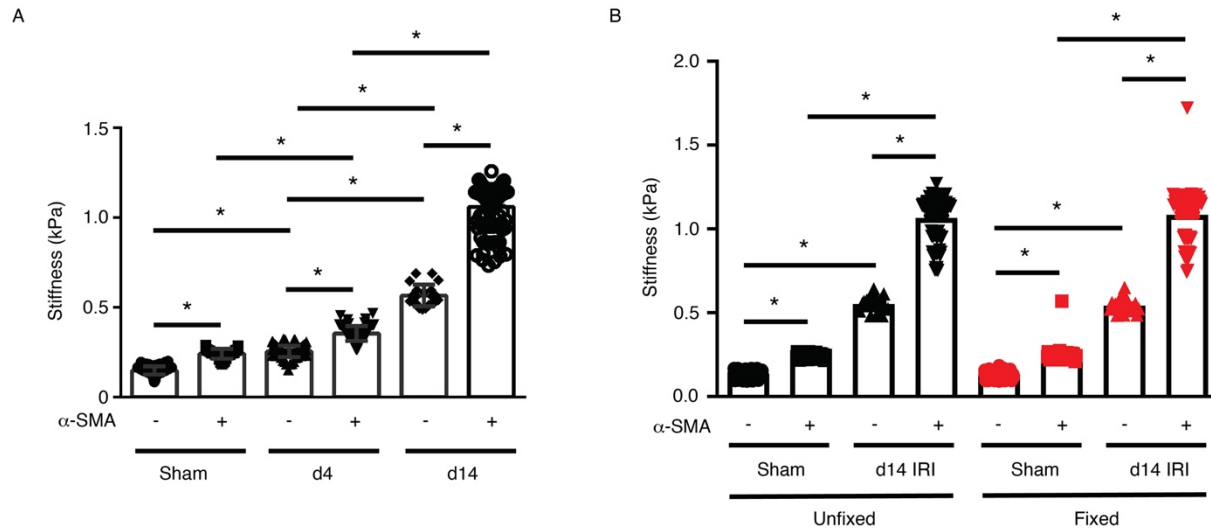 A
Stiffness (kPa)
1.5
1.0
0.5
0
* * * * * * * * *
α-SMA - + - + - +
Sham d4 d14
B
Stiffness (kPa)
2.0
1.5
1.0
0.5
0.0
* * * * * * * *
α-SMA - + - + - + - +
Sham d14 IRI Sham d14 IRI
Unfixed Fixed